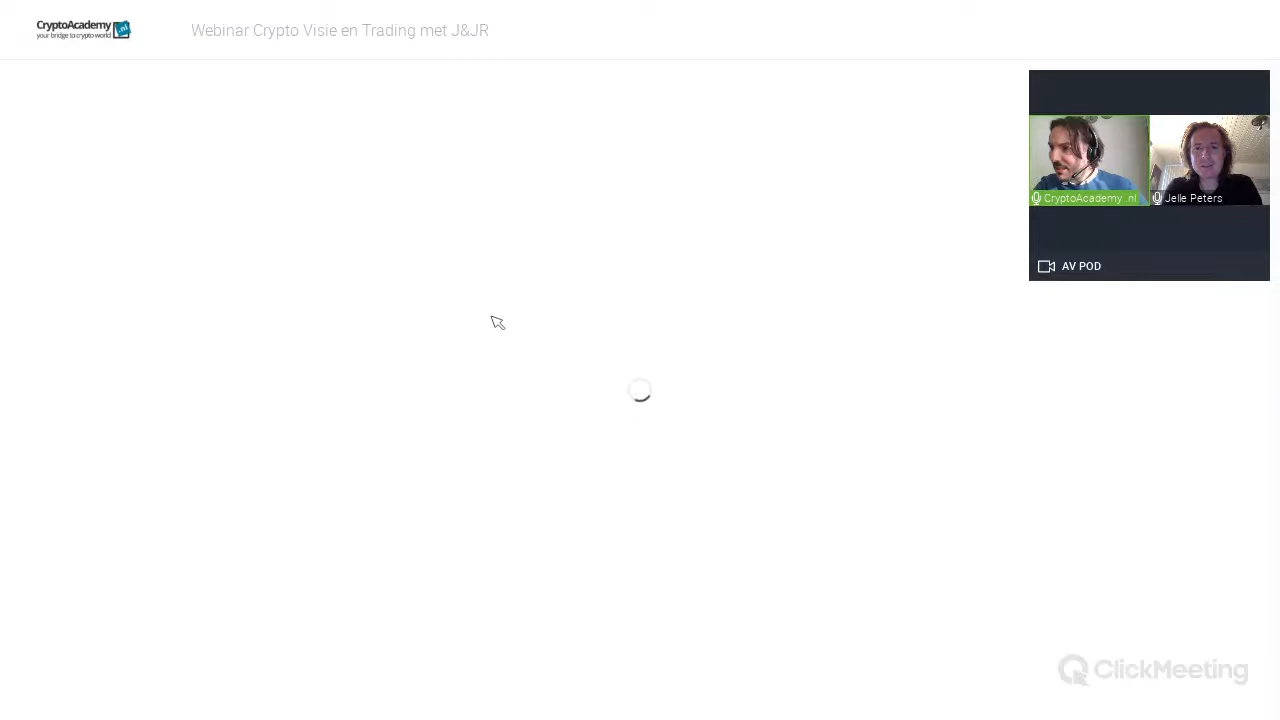 CryptoAcademy .nl
your bridge to crypto world
Webinar Crypto Visie en Trading met J&JR
CryptoAcademy .nl
Jelle Peters
AV POD
ClickMeeting